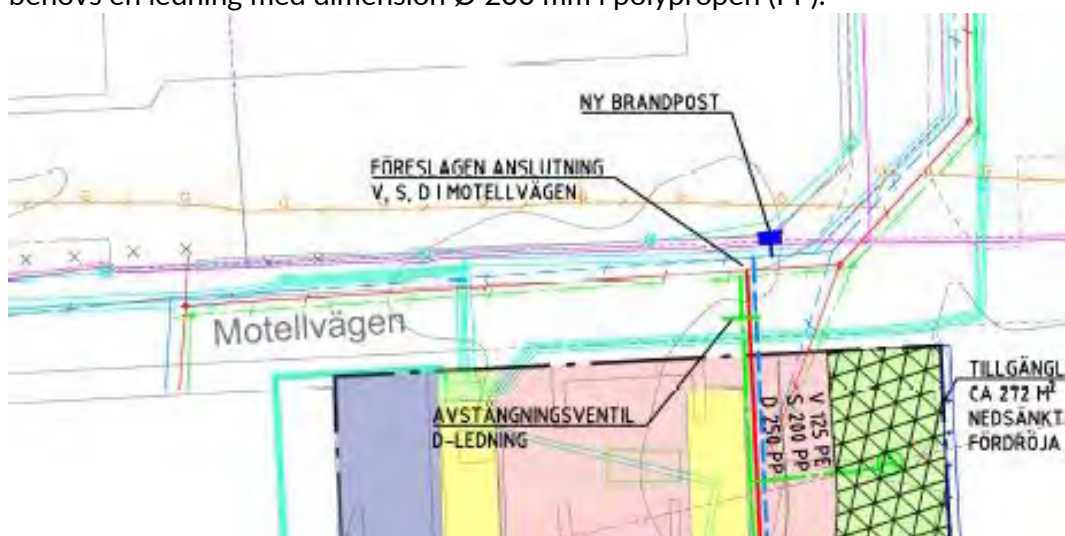 behövs en ledning med dimension Ø 200 mm i polypropen (PP).
NY BRANDPOST
FÖRESLAGEN ANSLUTNING
V, S, D I MOTELLVÄGEN
Motellvägen
AVSTÄNGNINGSVENTIL
D-LEDNING
V 125 PE
S 200 PP
D 250 PP
TILLGÄNGL
CA 272 M²
NEDSÄNKT
FÖRDRÖJA